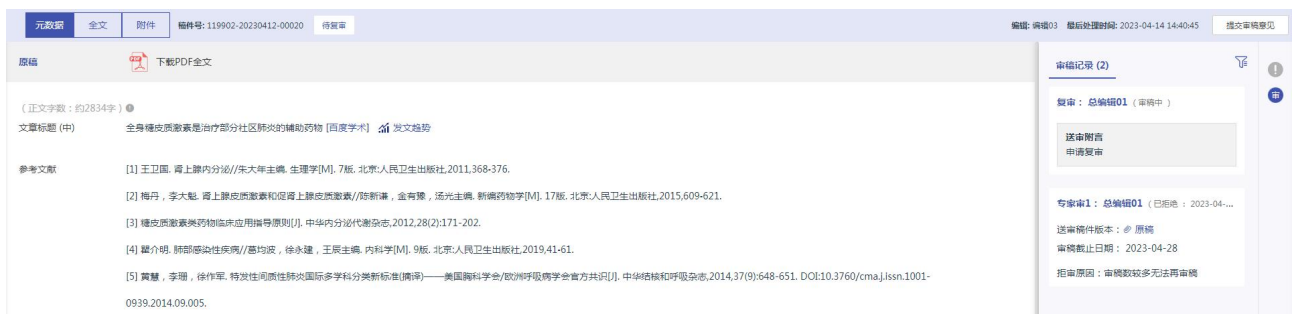 元数据 全文 附件 稿件号: 119902-20230412-00020 待复审 编辑: 编辑03 最后处理时间: 2023-04-14 14:40:45 提交审稿意见
原稿 下载PDF全文
(正文字数:约2834字)
文章标题 (中) 全身糖皮质激素是治疗部分社区肺炎的辅助药物 [百度学术] 发文趋势
参考文献 [1] 王卫国. 肾上腺内分泌//朱大年主编. 生理学[M]. 7版. 北京:人民卫生出版社,2011,368-376.
[2] 梅丹,李大魁. 肾上腺皮质激素和促肾上腺皮质激素//陈新谦,金有豫,汤光主编. 新编药物学[M]. 17版. 北京:人民卫生出版社,2015,609-621.
[3] 糖皮质激素类药物临床应用指导原则[J]. 中华内分泌代谢杂志,2012,28(2):171-202.
[4] 瞿介明. 肺部感染性疾病//葛均波,徐永健,王辰主编. 内科学[M]. 9版. 北京:人民卫生出版社,2019,41-61.
[5] 黄慧,李珊,徐作军. 特发性间质性肺炎国际多学科分类新标准(摘译)——美国胸科学会/欧洲呼吸病学会官方共识[J]. 中华结核和呼吸杂志,2014,37(9):648-651. DOI:10.3760/cma.j.issn.1001-
0939.2014.09.005.
审稿记录 (2)
复审: 总编辑01 (审稿中)
送审附言
申请复审
专家审1: 总编辑01 (已拒绝 : 2023-04-...
送审稿件版本: 原稿
审稿截止日期: 2023-04-28
拒审原因:审稿数较多无法再审稿
审